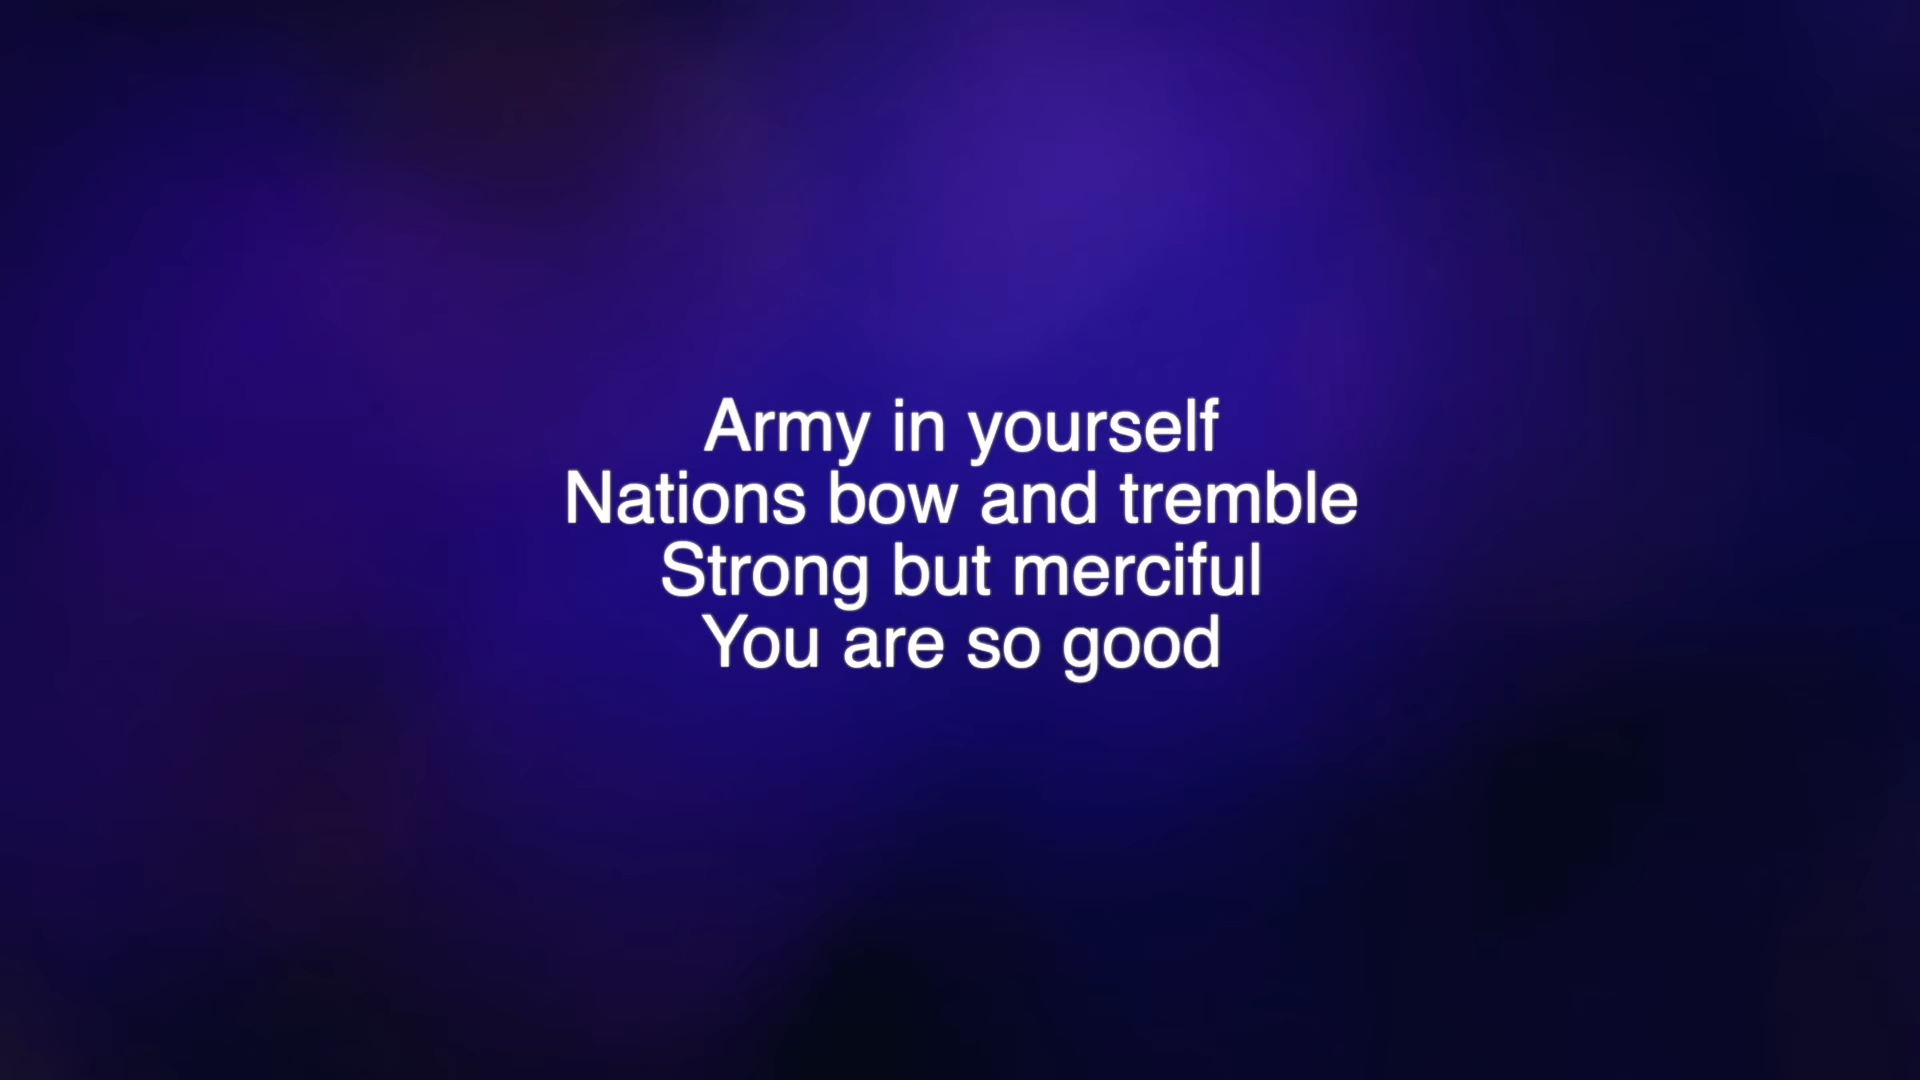 Army in yourself
Nations bow and tremble
Strong but merciful
You are so good